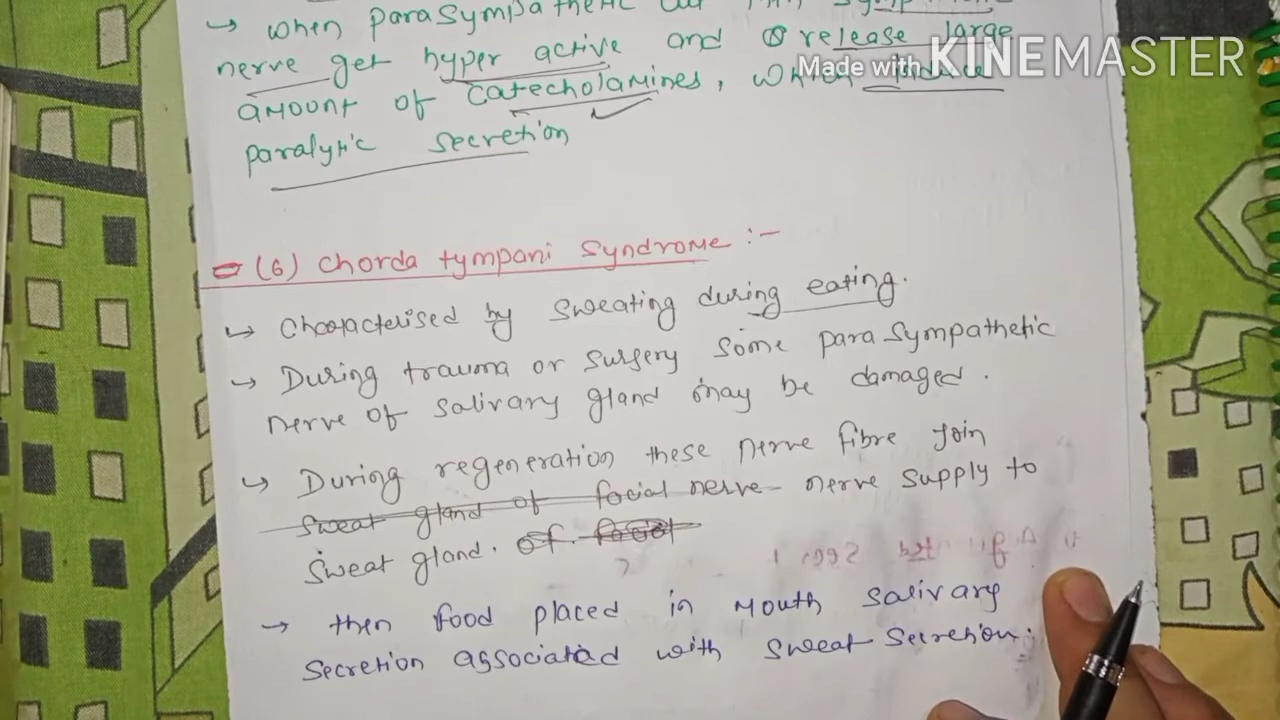 → when parasympathetic
nerve get hyper active and release large
Made with KINEMASTER
amount of catecholamines, which
paralytic secretion
(6) chorda tympani syndrome :-
→ Characterised by sweating during eating.
→ During trauma or surgery some parasympathetic
nerve of salivary gland may be damaged.
→ During regeneration these nerve fibre join
sweat gland of facial nerve nerve supply to
sweat gland. of
→ then food placed in mouth salivary
secretion associated with sweat secretion.